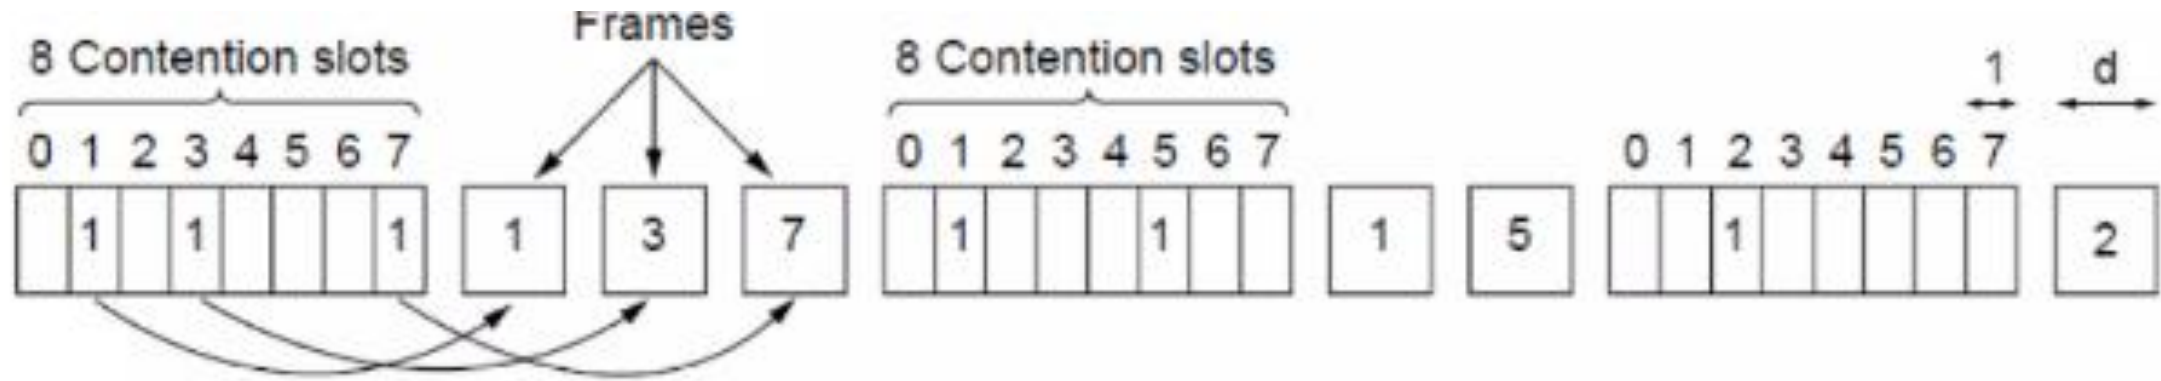 Frames
8 Contention slots 8 Contention slots 1 d
0 1 2 3 4 5 6 7 0 1 2 3 4 5 6 7 0 1 2 3 4 5 6 7
1 1 1 1 3 7 1 1 1 5 1 2